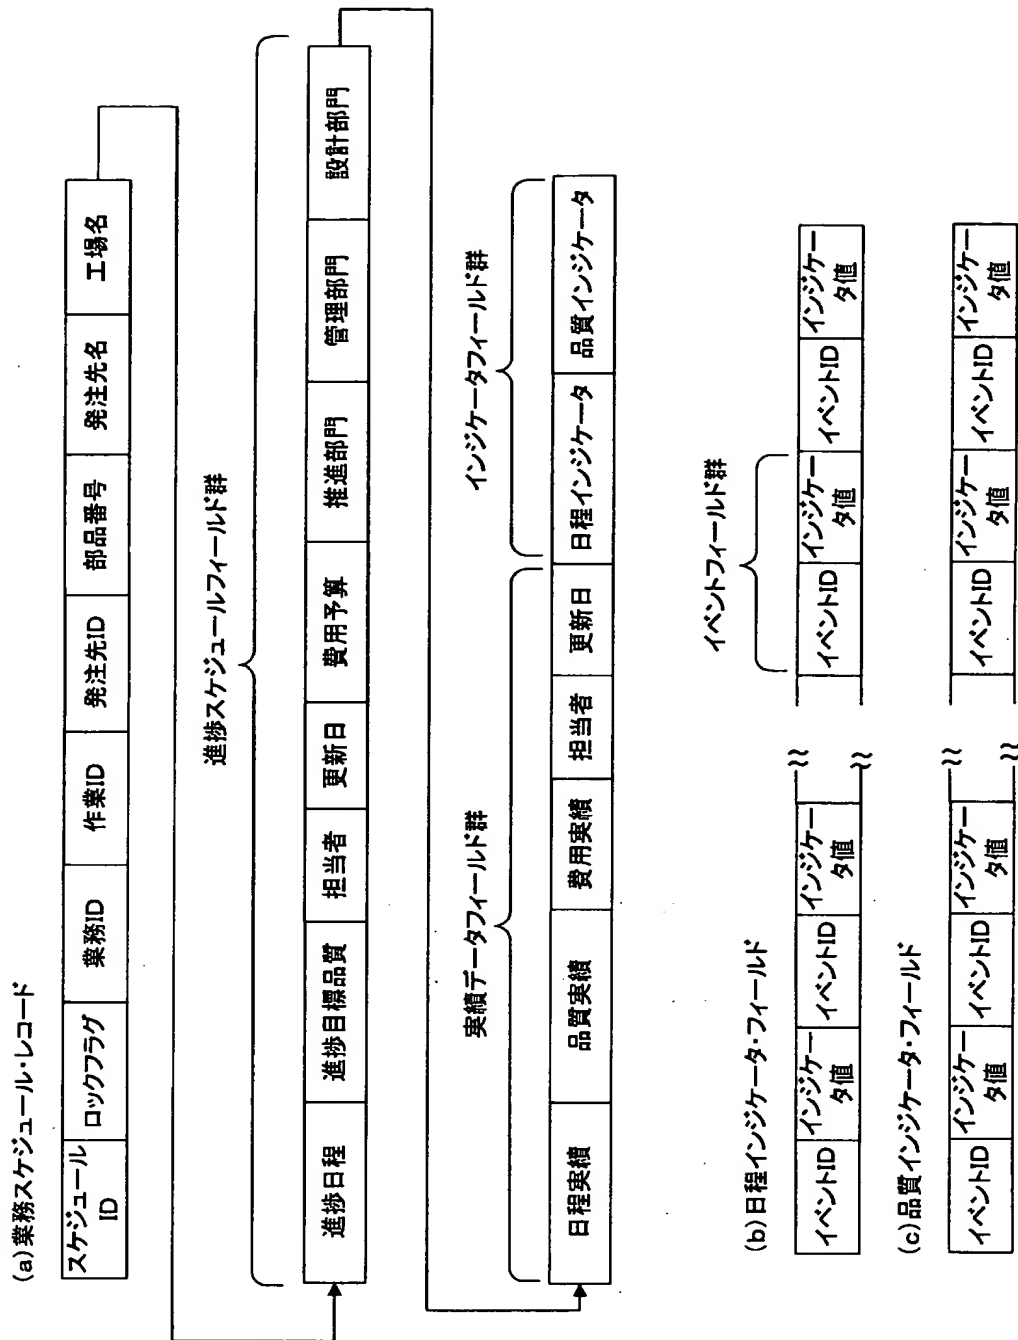 (a)業務スケジュール・レコード
スケジュール
ID
ロックフラグ
業務ID
作業ID
発注先ID
部品番号
発注先名
工場名
進捗スケジュールフィールド群
進捗日程
進捗目標品質
担当者
更新日
費用予算
推進部門
管理部門
設計部門
実績データフィールド群
インジケータフィールド群
日程実績
品質実績
費用実績
担当者
更新日
日程インジケータ
品質インジケータ
(b)日程インジケータ・フィールド
イベントフィールド群
イベントID
インジケー
タ値
イベントID
インジケー
タ値
イベントID
インジケー
タ値
イベントID
インジケー
タ値
(c)品質インジケータ・フィールド
イベントID
インジケー
タ値
イベントID
インジケー
タ値
イベントID
インジケー
タ値
イベントID
インジケー
タ値